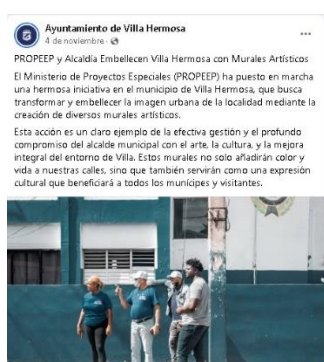 Ayuntamiento de Villa Hermosa
4 de noviembre ·
PROPEEP y Alcaldía Embellecen Villa Hermosa con Murales Artísticos
El Ministerio de Proyectos Especiales (PROPEEP) ha puesto en marcha
una hermosa iniciativa en el municipio de Villa Hermosa, que busca
transformar y embellecer la imagen urbana de la localidad mediante la
creación de diversos murales artísticos.
Esta acción es un claro ejemplo de la efectiva gestión y el profundo
compromiso del alcalde municipal con el arte, la cultura, y la mejora
integral del entorno de Villa. Estos murales no solo añadirán color y
vida a nuestras calles, sino que también servirán como una expresión
cultural que beneficiará a todos los munícipes y visitantes.